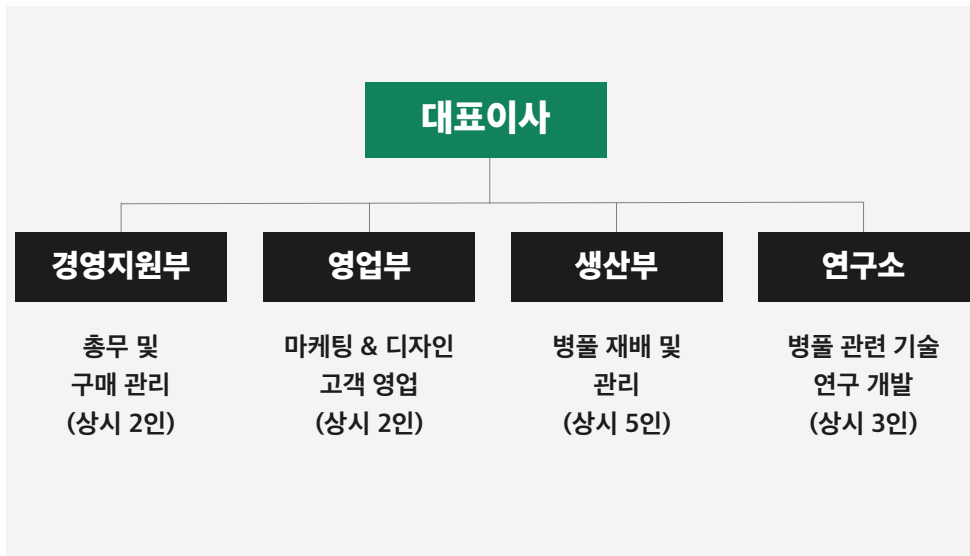 대표이사
경영지원부
총무 및
구매 관리
(상시 2인)
영업부
마케팅 & 디자인
고객 영업
(상시 2인)
생산부
병풀 재배 및
관리
(상시 5인)
연구소
병풀 관련 기술
연구 개발
(상시 3인)